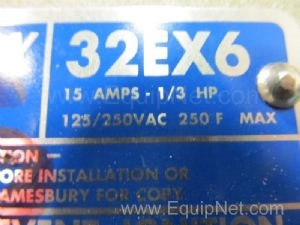 32EX6
15 AMPS - 1/3 HP
125/250VAC 250 F MAX
ORE INSTALLATION OR
AMESBURY FOR COPY.
www.EquipNet.com